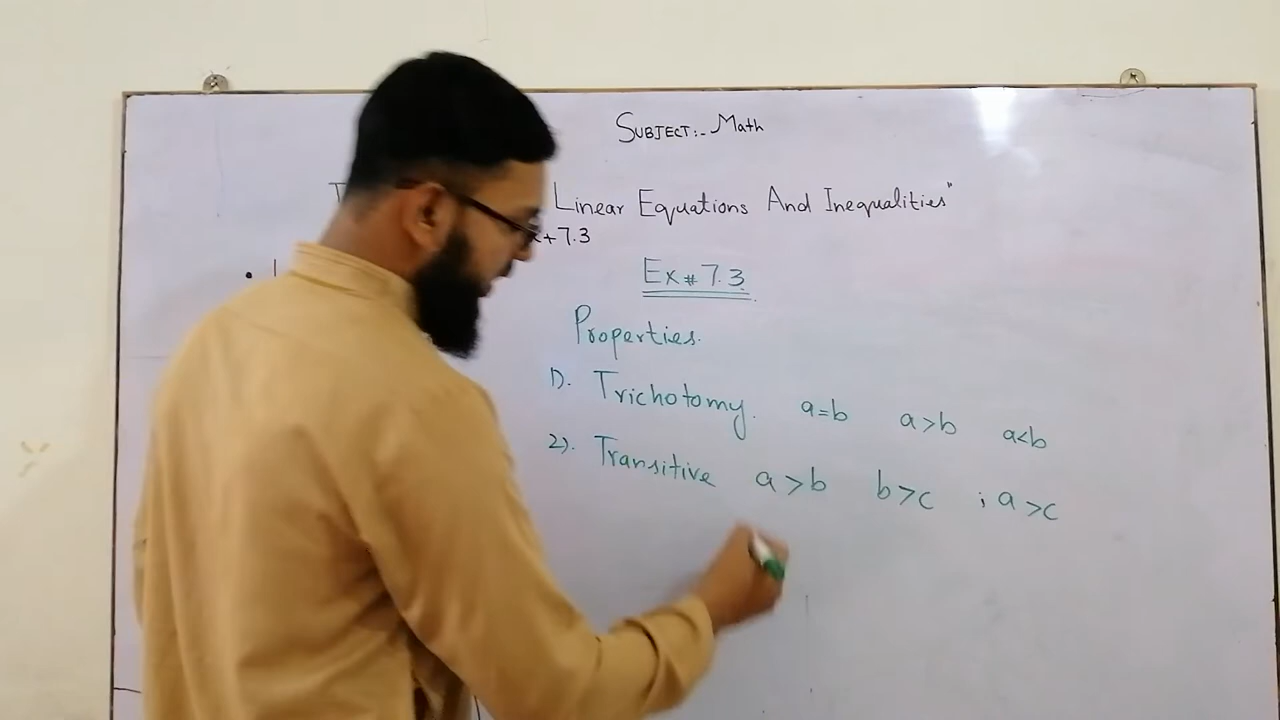 SUBJECT:- Math
Linear Equations And Inequalities"
7.3
Ex # 7.3
Properties.
1). Trichotomy. a=b a>b a<b
2). Transitive a>b b>c ; a>c